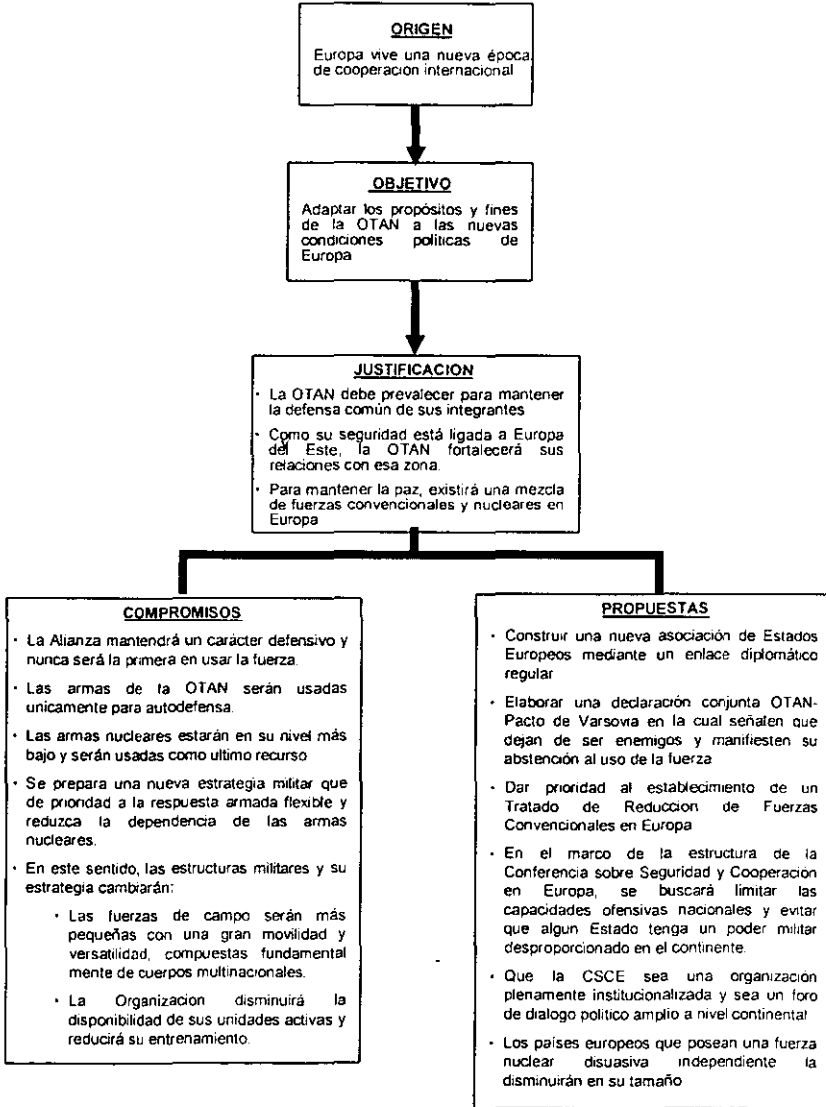 ORIGEN
Europa vive una nueva época
de cooperacion internacional
OBJETIVO
Adaptar los propósitos y fines
de la OTAN a las nuevas
condiciones politicas de
Europa
JUSTIFICACION
· La OTAN debe prevalecer para mantener
la defensa común de sus integrantes
· Como su seguridad está ligada a Europa
del Este, la OTAN fortalecerá sus
relaciones con esa zona.
· Para mantener la paz, existirá una mezcla
de fuerzas convencionales y nucleares en
Europa
COMPROMISOS
· La Alianza mantendrá un carácter defensivo y
nunca será la primera en usar la fuerza.
· Las armas de la OTAN serán usadas
unicamente para autodefensa.
· Las armas nucleares estarán en su nivel más
bajo y serán usadas como ultimo recurso
· Se prepara una nueva estrategia militar que
de prioridad a la respuesta armada flexible y
reduzca la dependencia de las armas
nucleares.
· En este sentido, las estructuras militares y su
estrategia cambiarán:
· Las fuerzas de campo serán más
pequeñas con una gran movilidad y
versatilidad, compuestas fundamental
mente de cuerpos multinacionales.
· La Organizacion disminuirá la
disponibilidad de sus unidades activas y
reducirá su entrenamiento.
PROPUESTAS
· Construir una nueva asociación de Estados
Europeos mediante un enlace diplomático
regular
· Elaborar una declaración conjunta OTAN-
Pacto de Varsovia en la cual señalen que
dejan de ser enemigos y manifiesten su
abstención al uso de la fuerza
· Dar prioridad al establecimiento de un
Tratado de Reduccion de Fuerzas
Convencionales en Europa
· En el marco de la estructura de la
Conferencia sobre Seguridad y Cooperación
en Europa, se buscará limitar las
capacidades ofensivas nacionales y evitar
que algun Estado tenga un poder militar
desproporcionado en el continente.
· Que la CSCE sea una organización
plenamente institucionalizada y sea un foro
de dialogo politico amplio a nivel continental
· Los países europeos que posean una fuerza
nuclear disuasiva independiente la
disminuirán en su tamaño